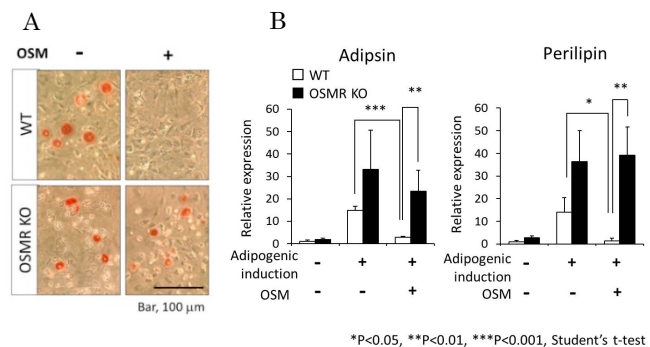 A
OSM - +
WT
OSMR KO
Bar, 100 μm
B
Adipsin
WT
OSMR KO
Relative expression
60
50
40
30
20
10
0
***
**
Adipogenic induction - + +
OSM - - +
Perilipin
Relative expression
60
50
40
30
20
10
0
*
**
Adipogenic induction - + +
OSM - - +
*P<0.05, **P<0.01, ***P<0.001, Student's t-test